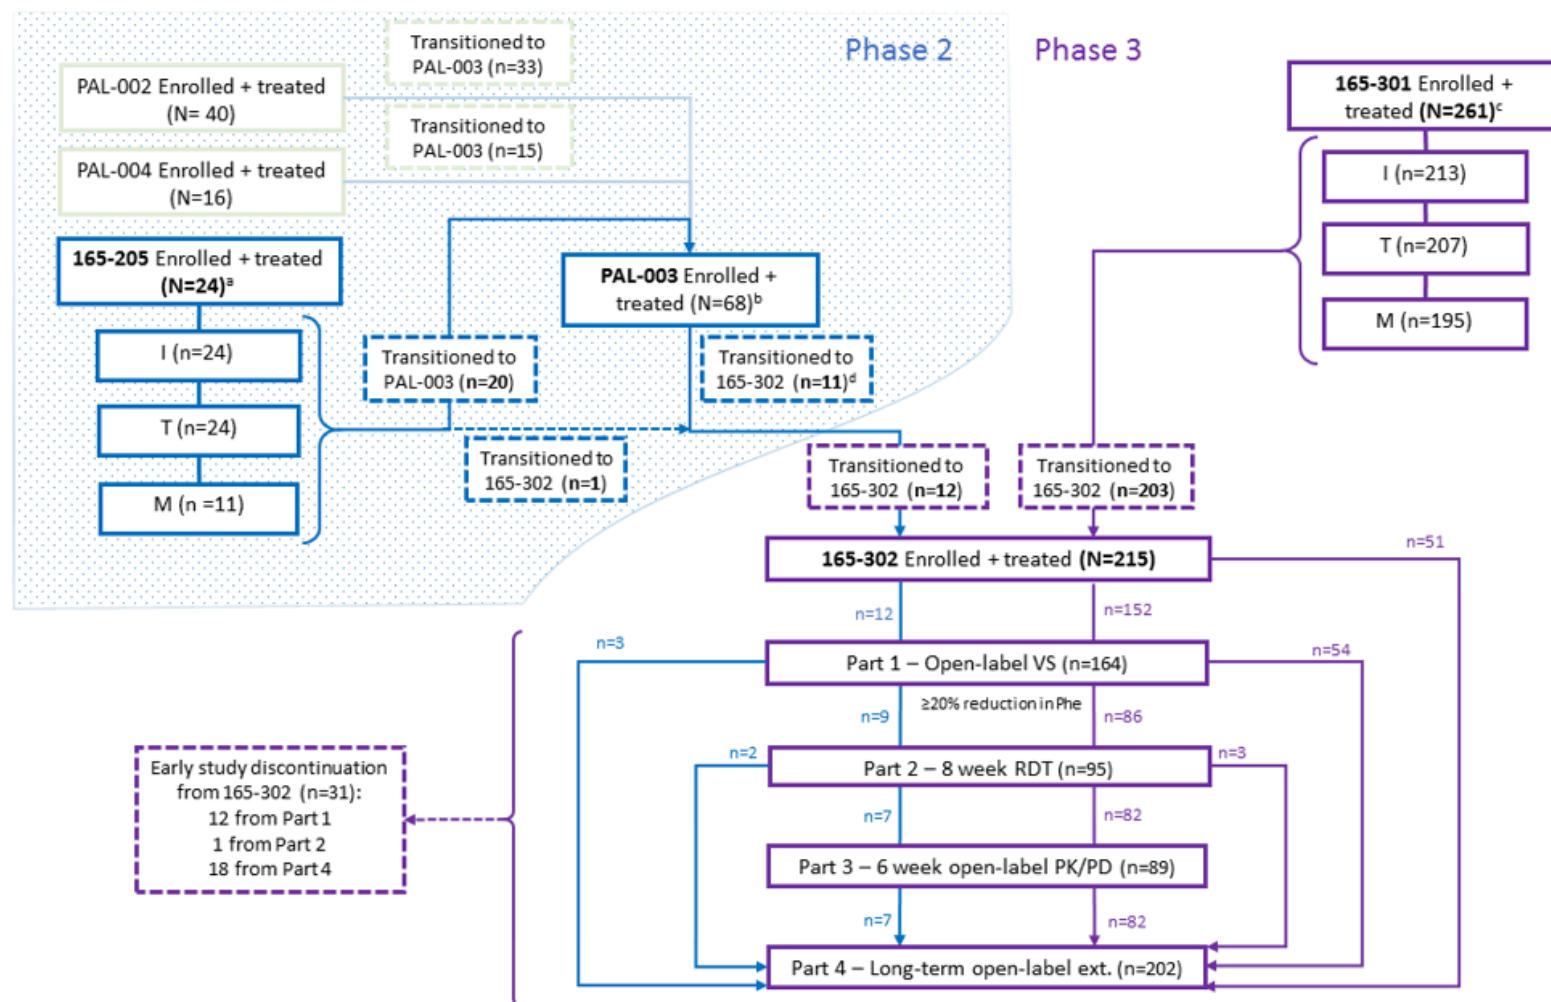 Phase 2
Phase 3
Transitioned to
PAL-003 (n=33)
PAL-002 Enrolled + treated
(N= 40)
Transitioned to
PAL-003 (n=15)
PAL-004 Enrolled + treated
(N=16)
165-205 Enrolled + treated
(N=24)a
I (n=24)
T (n=24)
M (n =11)
Transitioned to
PAL-003 (n=20)
Transitioned to
165-302 (n=1)
PAL-003 Enrolled +
treated (N=68)b
Transitioned to
165-302 (n=11)d
165-301 Enrolled +
treated (N=261)c
I (n=213)
T (n=207)
M (n=195)
Transitioned to
165-302 (n=12)
Transitioned to
165-302 (n=203)
165-302 Enrolled + treated (N=215)
n=51
n=12
n=152
n=3
Part 1 – Open-label VS (n=164)
n=54
≥20% reduction in Phe
n=9
n=86
n=2
Part 2 – 8 week RDT (n=95)
n=3
n=7
n=82
Part 3 – 6 week open-label PK/PD (n=89)
n=7
n=82
Part 4 – Long-term open-label ext. (n=202)
Early study discontinuation
from 165-302 (n=31):
12 from Part 1
1 from Part 2
18 from Part 4